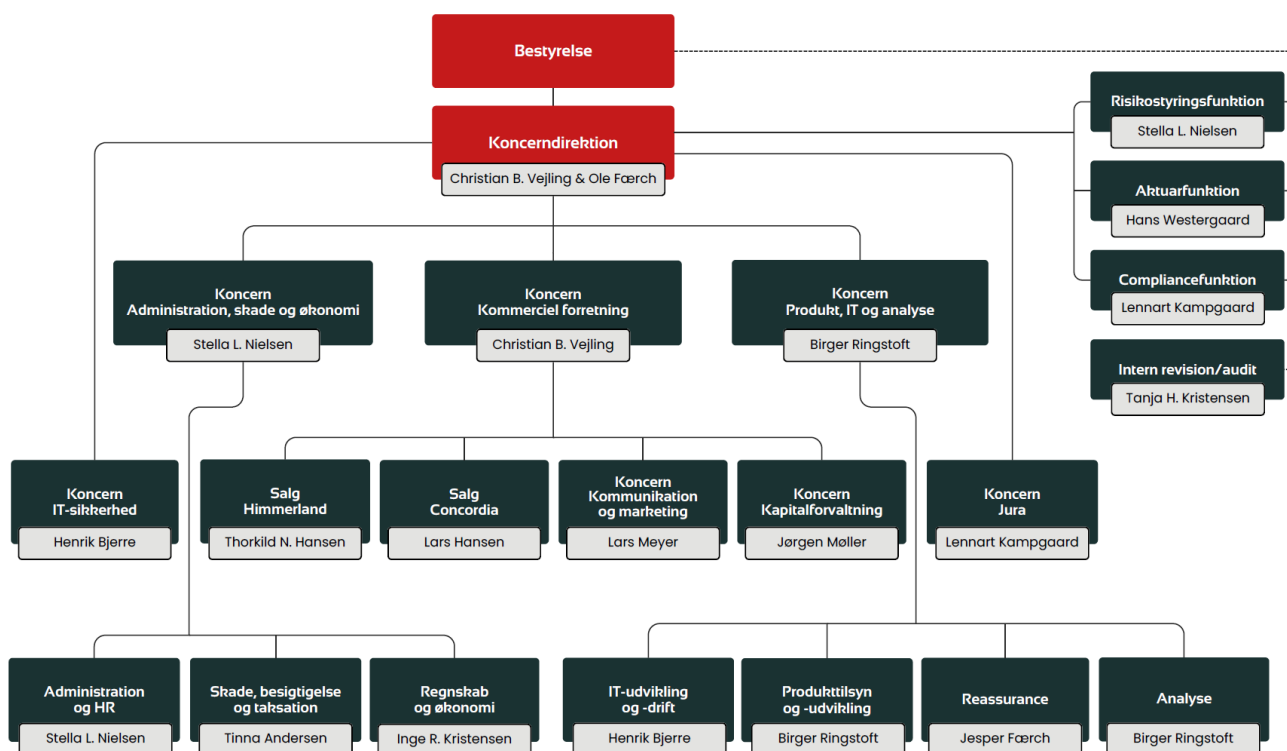 Bestyrelse
Koncerndirektion
Christian B. Vejling & Ole Færch
Risikostyringsfunktion
Stella L. Nielsen
Aktuarfunktion
Hans Westergaard
Compliancefunktion
Lennart Kampgaard
Intern revision/audit
Tanja H. Kristensen
Koncern
Administration, skade og økonomi
Stella L. Nielsen
Koncern
Kommerciel forretning
Christian B. Vejling
Koncern
Produkt, IT og analyse
Birger Ringstoft
Koncern
IT-sikkerhed
Henrik Bjerre
Salg
Himmerland
Thorkild N. Hansen
Salg
Concordia
Lars Hansen
Koncern
Kommunikation
og marketing
Lars Meyer
Koncern
Kapitalforvaltning
Jørgen Møller
Koncern
Jura
Lennart Kampgaard
Administration
og HR
Stella L. Nielsen
Skade, besigtigelse
og taksation
Tinna Andersen
Regnskab
og økonomi
Inge R. Kristensen
IT-udvikling
og -drift
Henrik Bjerre
Produkttilsyn
og -udvikling
Birger Ringstoft
Reassurance
Jesper Færch
Analyse
Birger Ringstoft